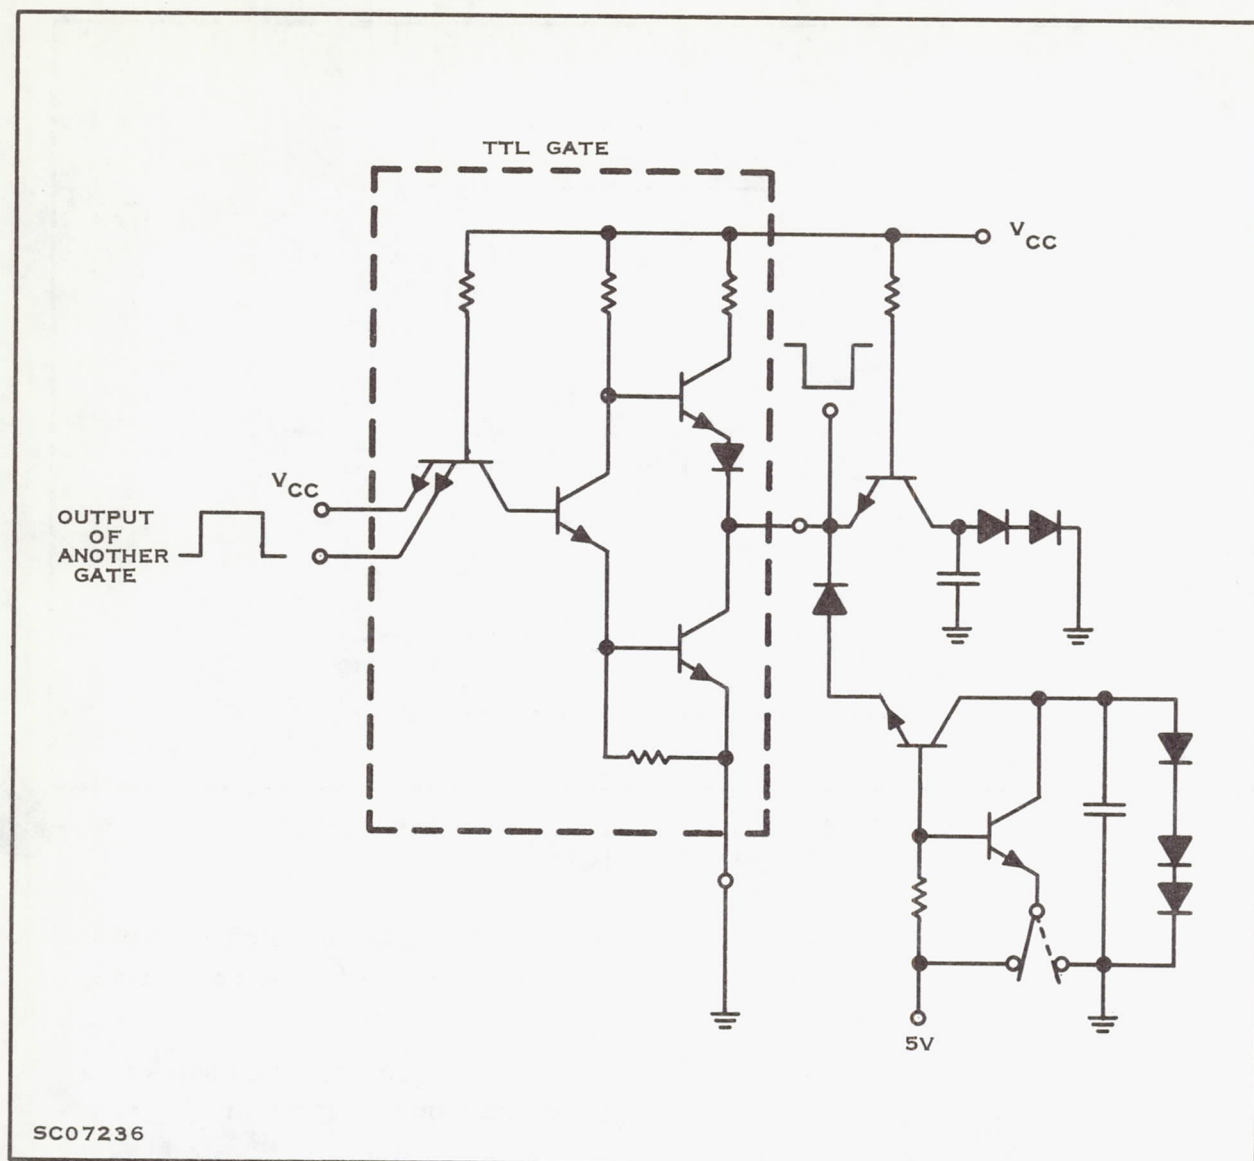 TTL GATE
VCC
VCC
OUTPUT
OF
ANOTHER
GATE
5V
SC07236